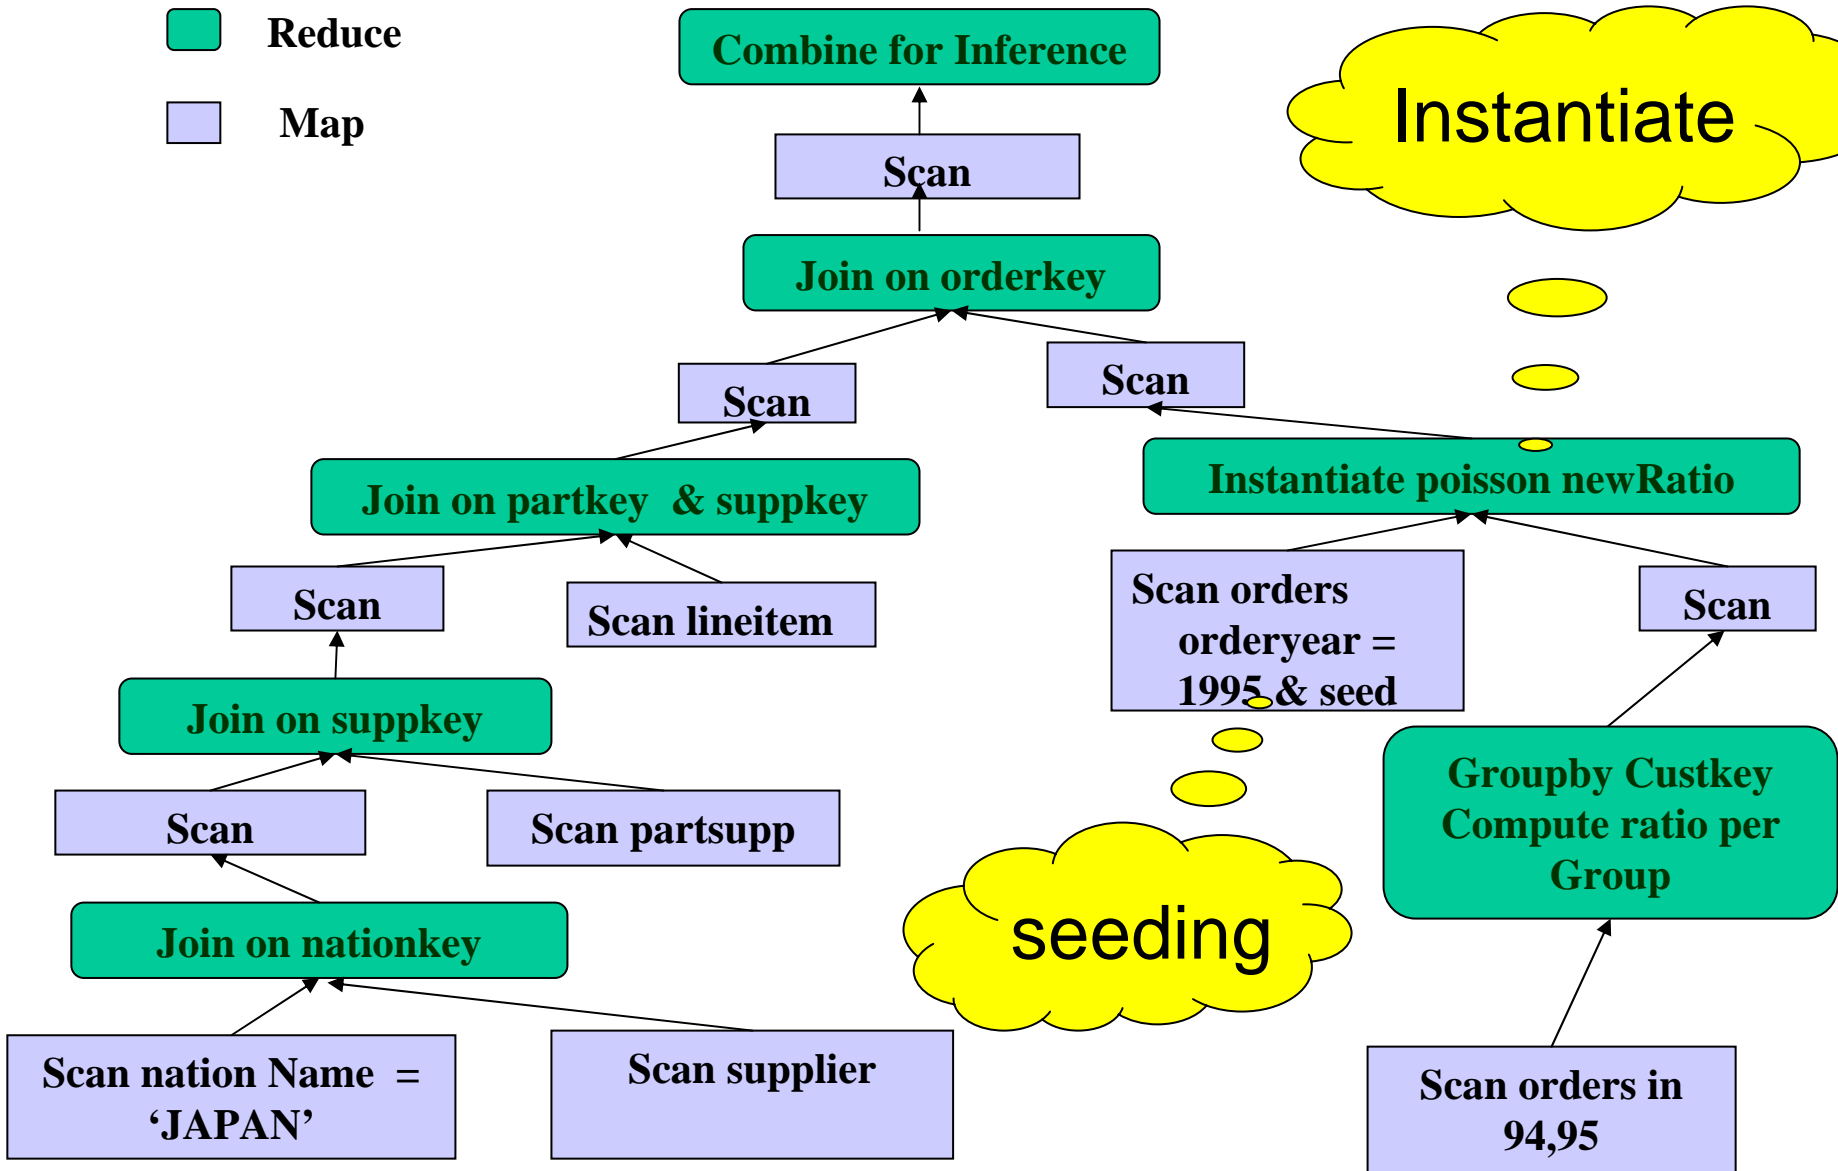 Reduce
Map
Combine for Inference
Scan
Instantiate
Join on orderkey
Scan
Scan
Join on partkey & suppkey
Instantiate poisson newRatio
Scan
Scan lineitem
Scan orders
orderyear =
1995 & seed
Scan
Join on suppkey
Scan
Scan partsupp
Groupby Custkey
Compute ratio per
Group
Join on nationkey
seeding
Scan nation Name =
‘JAPAN’
Scan supplier
Scan orders in
94,95